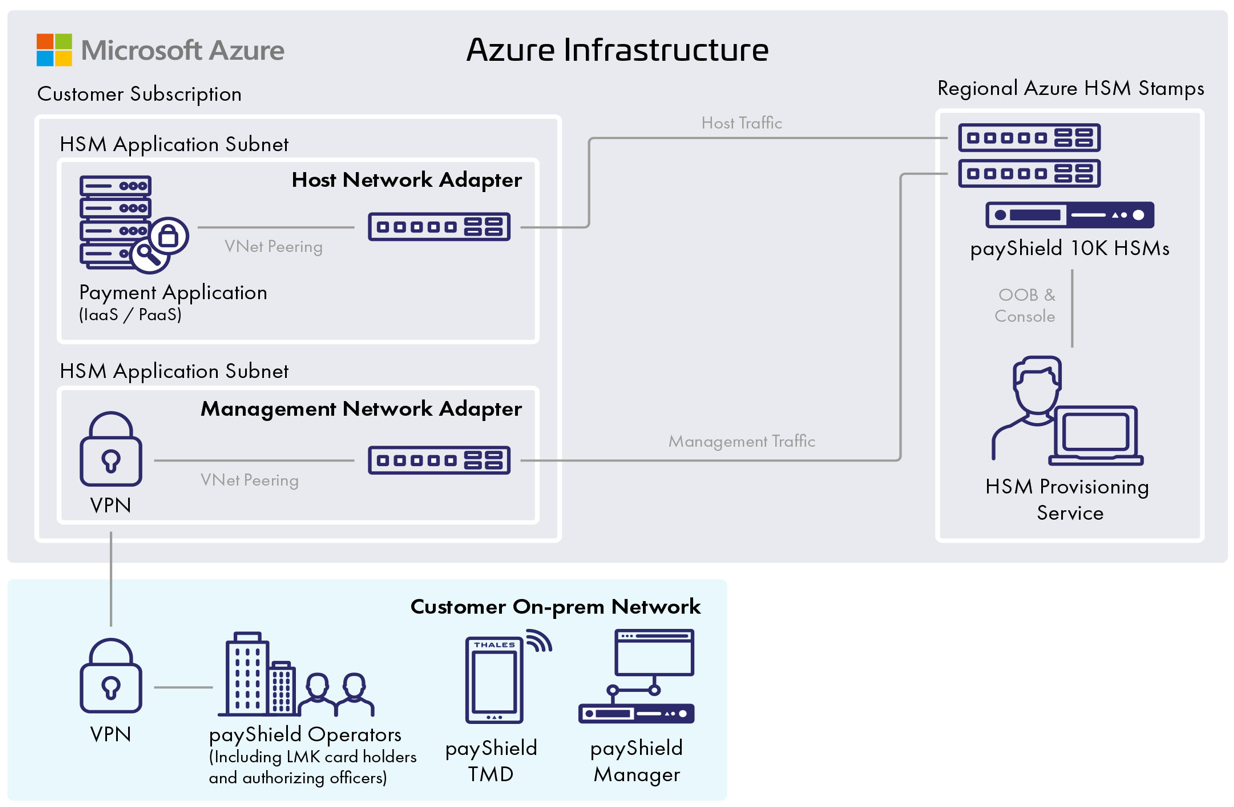 Microsoft Azure
Azure Infrastructure
Customer Subscription
Regional Azure HSM Stamps
HSM Application Subnet
Host Network Adapter
VNet Peering
Payment Application
(IaaS / PaaS)
Host Traffic
HSM Application Subnet
Management Network Adapter
VNet Peering
VPN
Management Traffic
payShield 10K HSMs
OOB &
Console
HSM Provisioning
Service
Customer On-prem Network
VPN
payShield Operators
(Including LMK card holders
and authorizing officers)
THALES
payShield
TMD
payShield
Manager